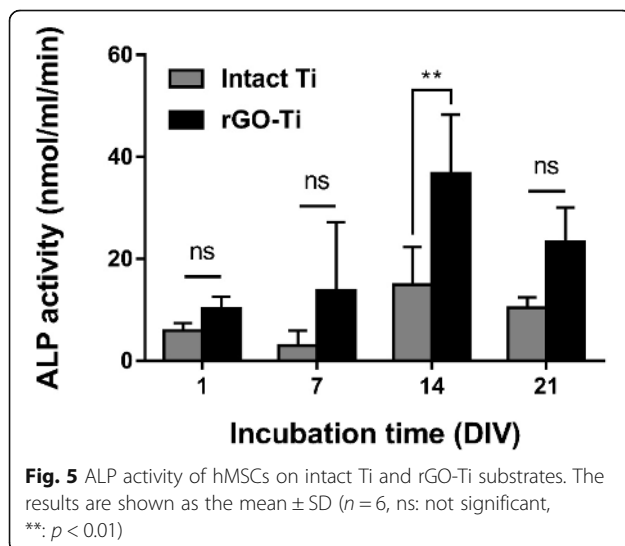 60
Intact Ti
rGO-Ti
**
40
ns
ns
20
ns
0
1 7 14 21
ALP activity (nmol/ml/min)
Incubation time (DIV)
Fig. 5 ALP activity of hMSCs on intact Ti and rGO-Ti substrates. The
results are shown as the mean ± SD (n = 6, ns: not significant,
**: p < 0.01)